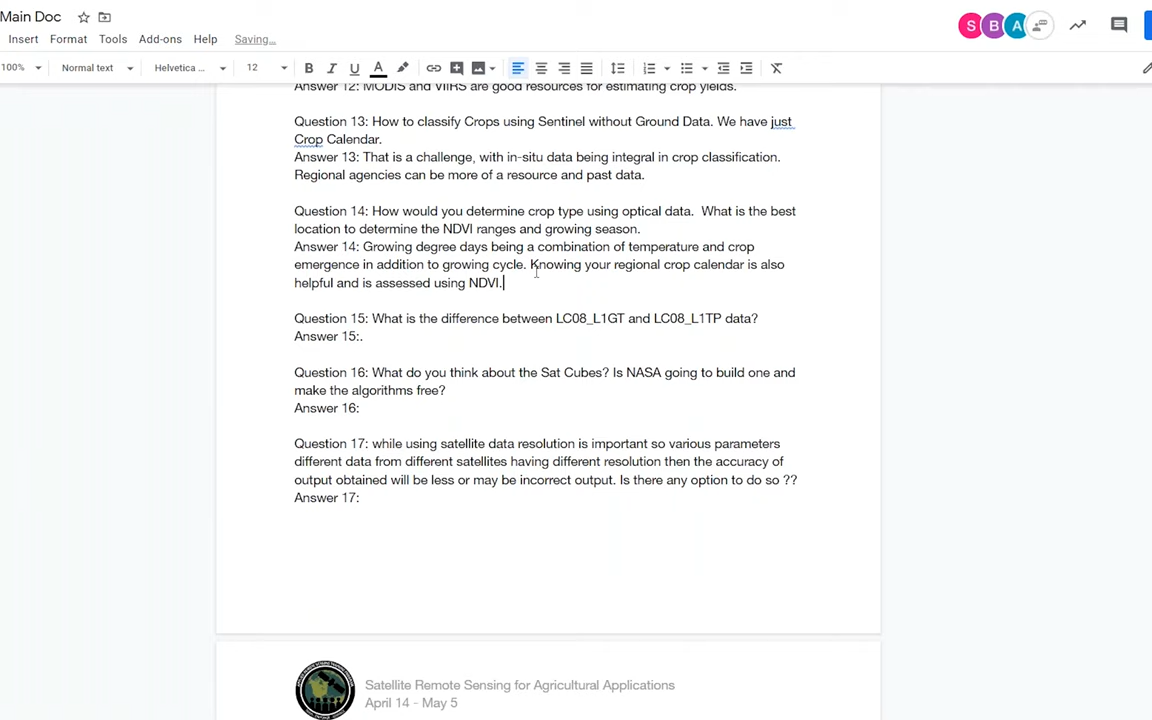 Main Doc
S B A
Insert Format Tools Add-ons Help Saving...
100% Normal text Helvetica ... 12 B I U A
Answer 12: MODIS and VIIRS are good resources for estimating crop yields.
Question 13: How to classify Crops using Sentinel without Ground Data. We have just
Crop Calendar.
Answer 13: That is a challenge, with in-situ data being integral in crop classification.
Regional agencies can be more of a resource and past data.
Question 14: How would you determine crop type using optical data.  What is the best
location to determine the NDVI ranges and growing season.
Answer 14: Growing degree days being a combination of temperature and crop
emergence in addition to growing cycle. Knowing your regional crop calendar is also
helpful and is assessed using NDVI.
Question 15: What is the difference between LC08_L1GT and LC08_L1TP data?
Answer 15:.
Question 16: What do you think about the Sat Cubes? Is NASA going to build one and
make the algorithms free?
Answer 16:
Question 17: while using satellite data resolution is important so various parameters
different data from different satellites having different resolution then the accuracy of
output obtained will be less or may be incorrect output. Is there any option to do so ??
Answer 17:
Satellite Remote Sensing for Agricultural Applications
April 14 - May 5